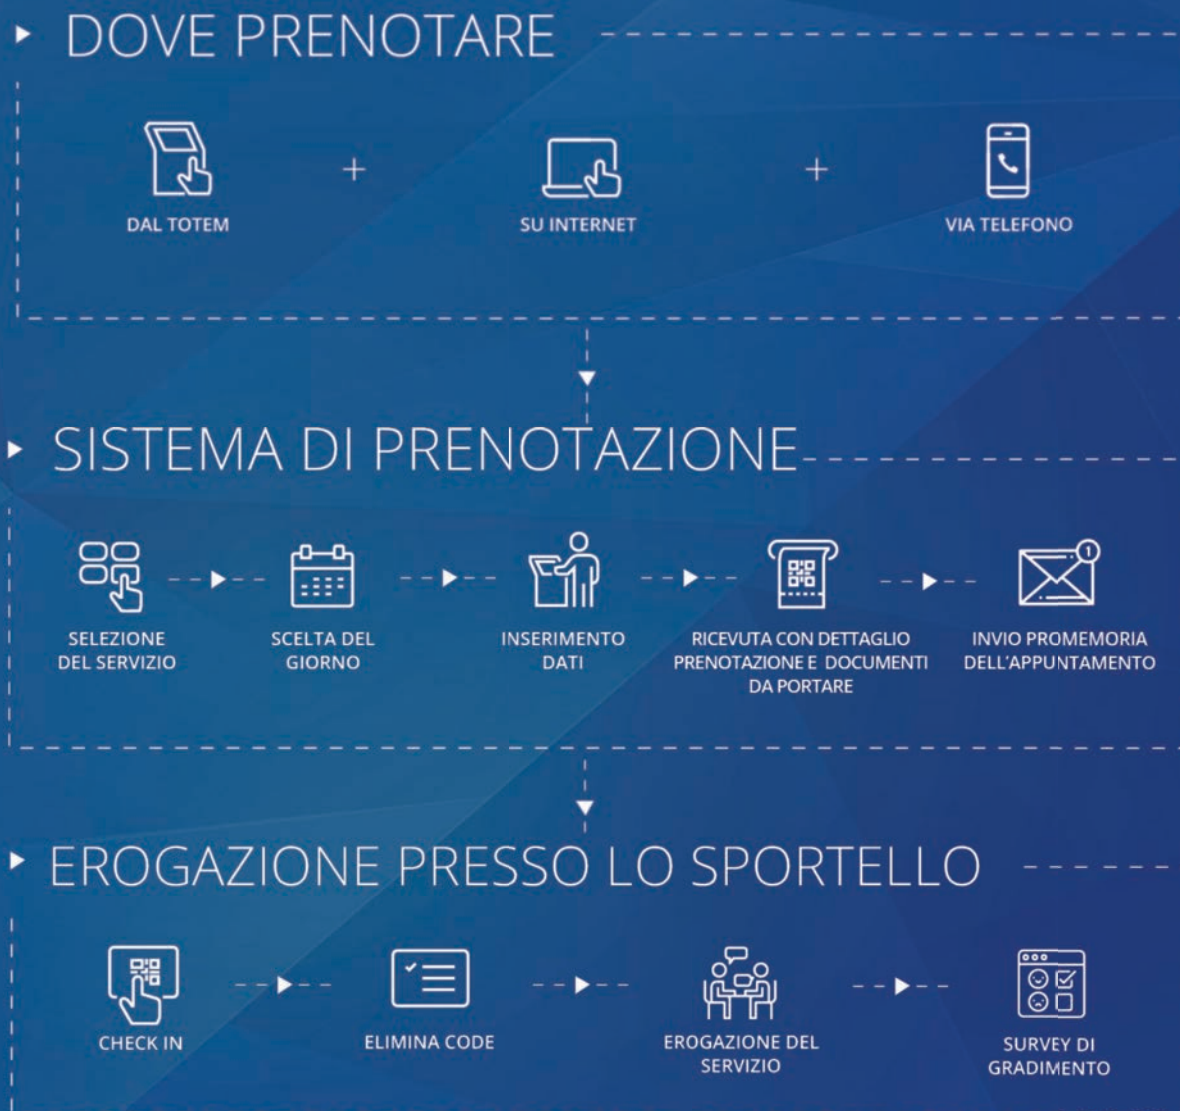 DOVE PRENOTARE
DAL TOTEM
SU INTERNET
VIA TELEFONO
SISTEMA DI PRENOTAZIONE
SELEZIONE
DEL SERVIZIO
SCELTA DEL
GIORNO
INSERIMENTO
DATI
RICEVUTA CON DETTAGLIO
PRENOTAZIONE E DOCUMENTI
DA PORTARE
1
INVIO PROMEMORIA
DELL'APPUNTAMENTO
EROGAZIONE PRESSO LO SPORTELLO
CHECK IN
ELIMINA CODE
EROGAZIONE DEL
SERVIZIO
SURVEY DI
GRADIMENTO